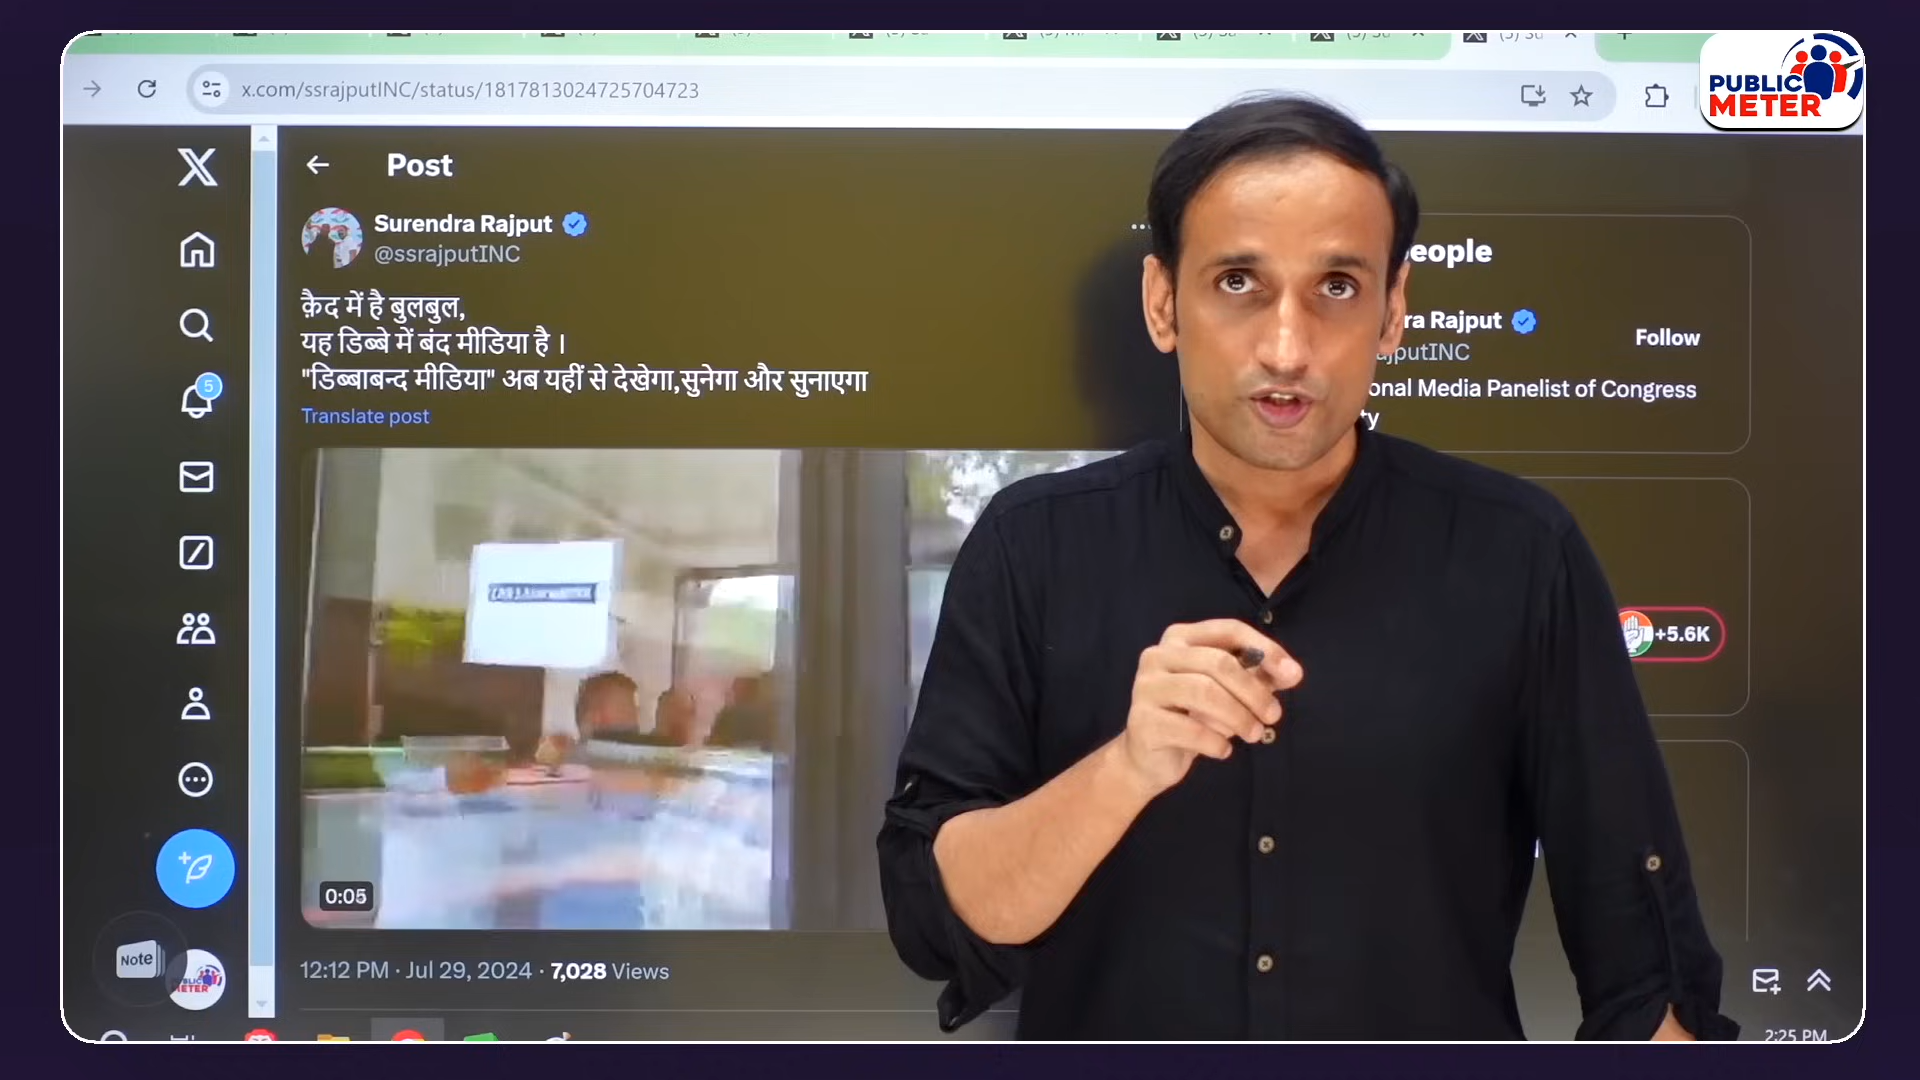 x.com/ssrajputINC/status/1817813024725704723
PUBLIC
METER
Post
Surendra Rajput
@ssrajputINC
eople
क़ैद में है बुलबुल,
यह डिब्बे में बंद मीडिया है ।
"डिब्बाबन्द मीडिया" अब यहीं से देखेगा,सुनेगा और सुनाएगा
Translate post
ra Rajput
ajputINC
Follow
onal Media Panelist of Congress
ty
5
+5.6K
0:05
Note
12:12 PM · Jul 29, 2024 · 7,028 Views
2:25 PM